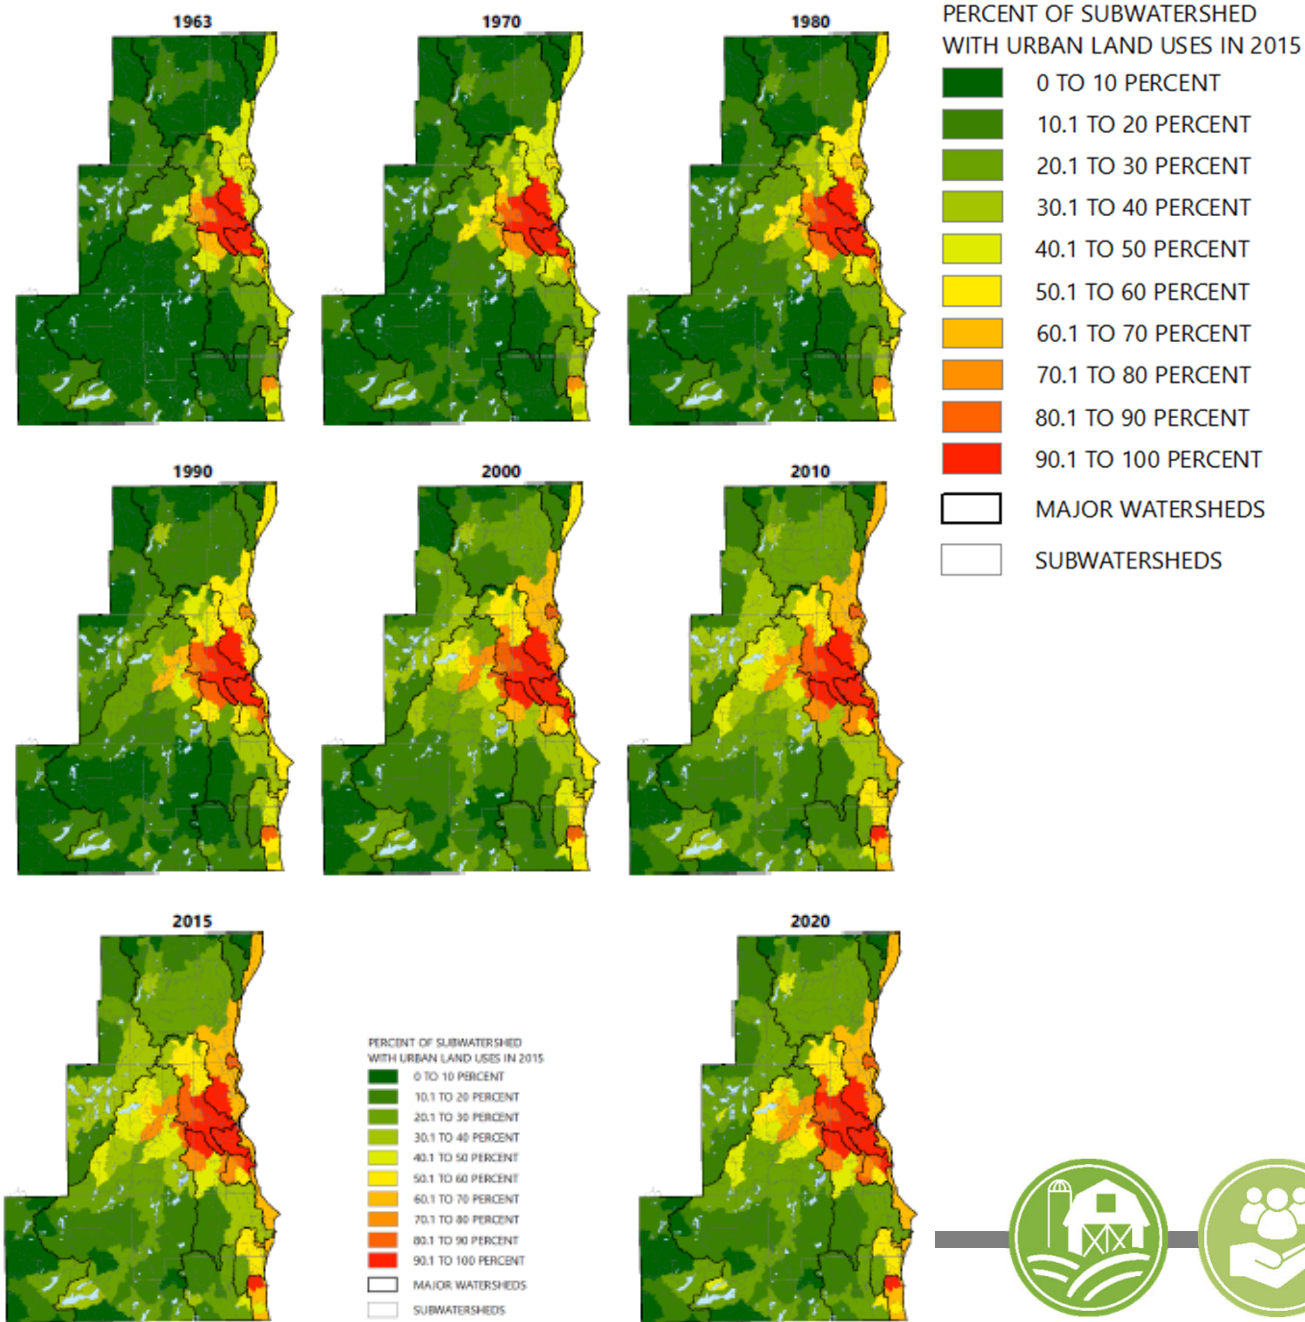 1963
1970
1980
PERCENT OF SUBWATERSHED
WITH URBAN LAND USES IN 2015
0 TO 10 PERCENT
10.1 TO 20 PERCENT
20.1 TO 30 PERCENT
30.1 TO 40 PERCENT
40.1 TO 50 PERCENT
50.1 TO 60 PERCENT
60.1 TO 70 PERCENT
70.1 TO 80 PERCENT
80.1 TO 90 PERCENT
90.1 TO 100 PERCENT
MAJOR WATERSHEDS
SUBWATERSHEDS
1990
2000
2010
2015
2020
PERCENT OF SUBWATERSHED
WITH URBAN LAND USES IN 2015
0 TO 10 PERCENT
10.1 TO 20 PERCENT
20.1 TO 30 PERCENT
30.1 TO 40 PERCENT
40.1 TO 50 PERCENT
50.1 TO 60 PERCENT
60.1 TO 70 PERCENT
70.1 TO 80 PERCENT
80.1 TO 90 PERCENT
90.1 TO 100 PERCENT
MAJOR WATERSHEDS
SUBWATERSHEDS